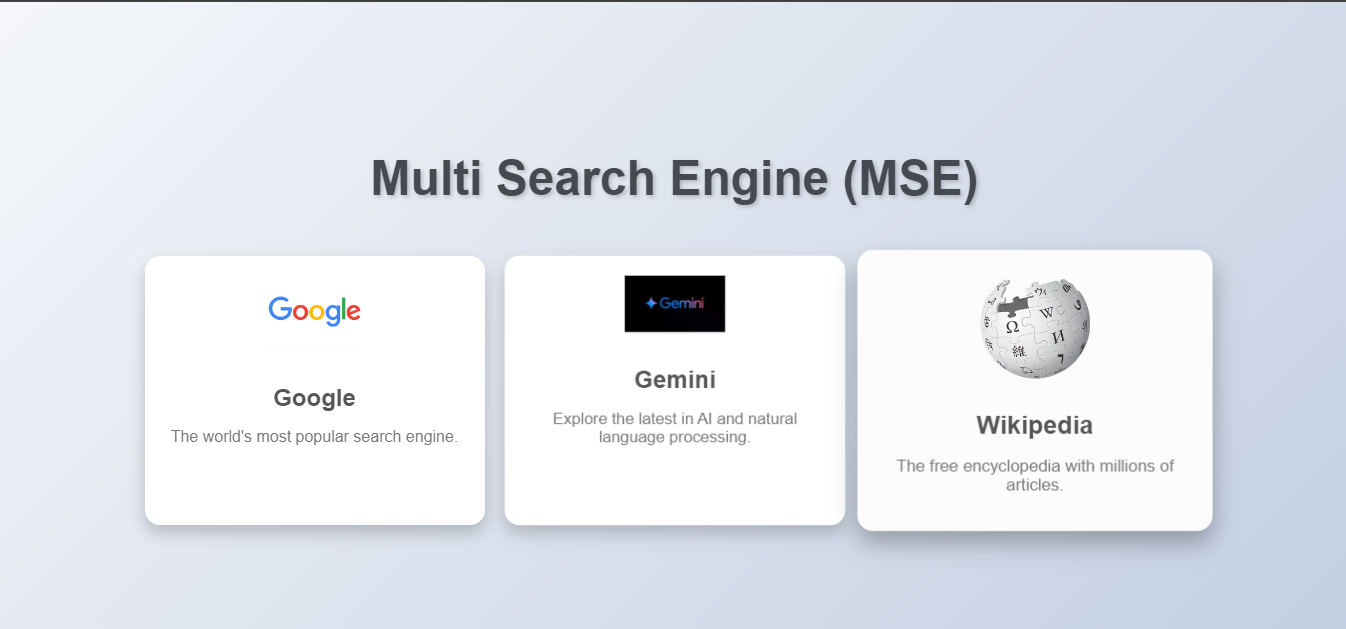 Multi Search Engine (MSE)
Google
Google
The world's most popular search engine.
Gemini
Gemini
Explore the latest in AI and natural
language processing.
Ω
W
И
維
Wikipedia
The free encyclopedia with millions of
articles.